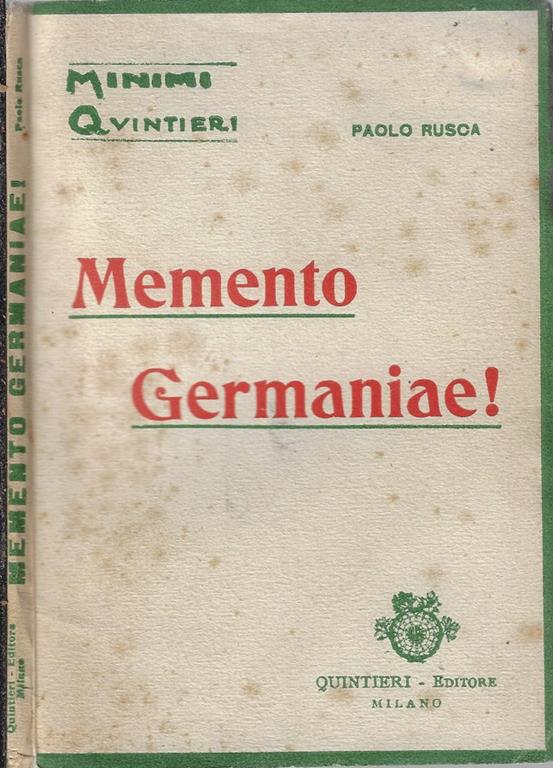 MINIMI
QVINTIERI
PAOLO RUSCA
Memento
Germaniae!
QUINTIERI - EDITORE
MILANO
Paolo Rusca
MEMENTO GERMANIAE!
Quintieri - Editore
Milano